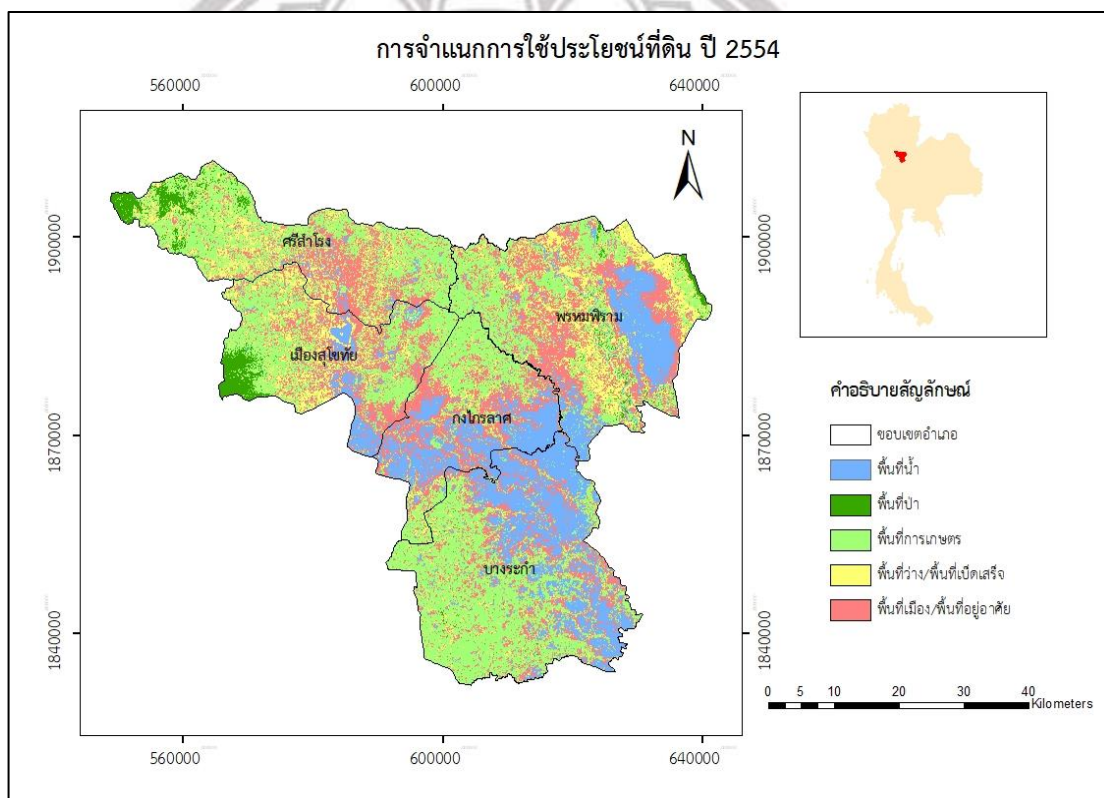 การจำแนกการใช้ประโยชน์ที่ดิน ปี 2554
560000 600000 640000
N
1900000
1900000
ศรีสำโรง
พรหมพิราม
เมืองสุโขทัย
กงไกรลาศ
1870000
1870000
บางระกำ
1840000
1840000
560000 600000 640000
คำอธิบายสัญลักษณ์
ขอบเขตอำเภอ
พื้นที่น้ำ
พื้นที่ป่า
พื้นที่การเกษตร
พื้นที่ว่าง/พื้นที่เบ็ดเสร็จ
พื้นที่เมือง/พื้นที่อยู่อาศัย
0 5 10 20 30 40
Kilometers